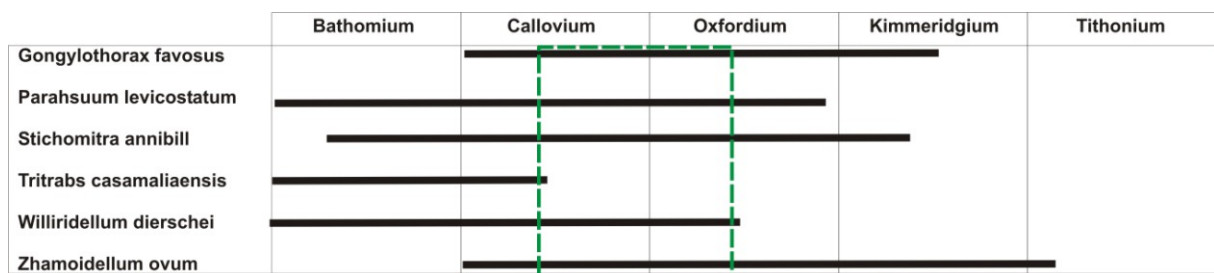 Bathomium Callovium Oxfordium Kimmeridgium Tithonium
Gongylothorax favosus
Parahsuum levicostatum
Stichomitra annibill
Tritrabs casamaliaensis
Williridellum dierschei
Zhamoidellum ovum